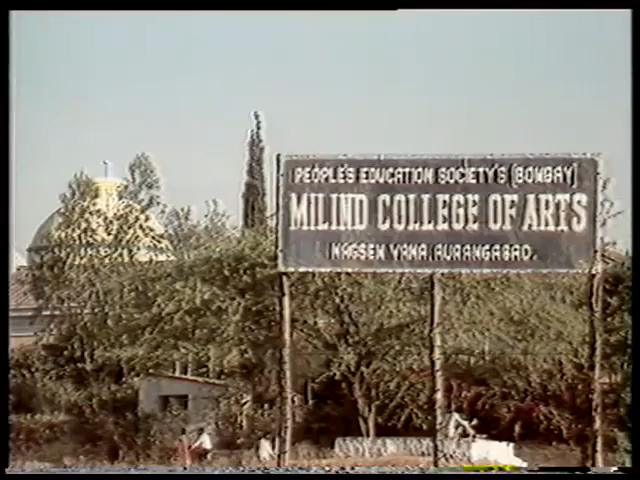 PEOPLE'S EDUCATION SOCIETY'S (BOMBAY)
MILIND COLLEGE OF ARTS
NAGSEN VANA, AURANGABAD.